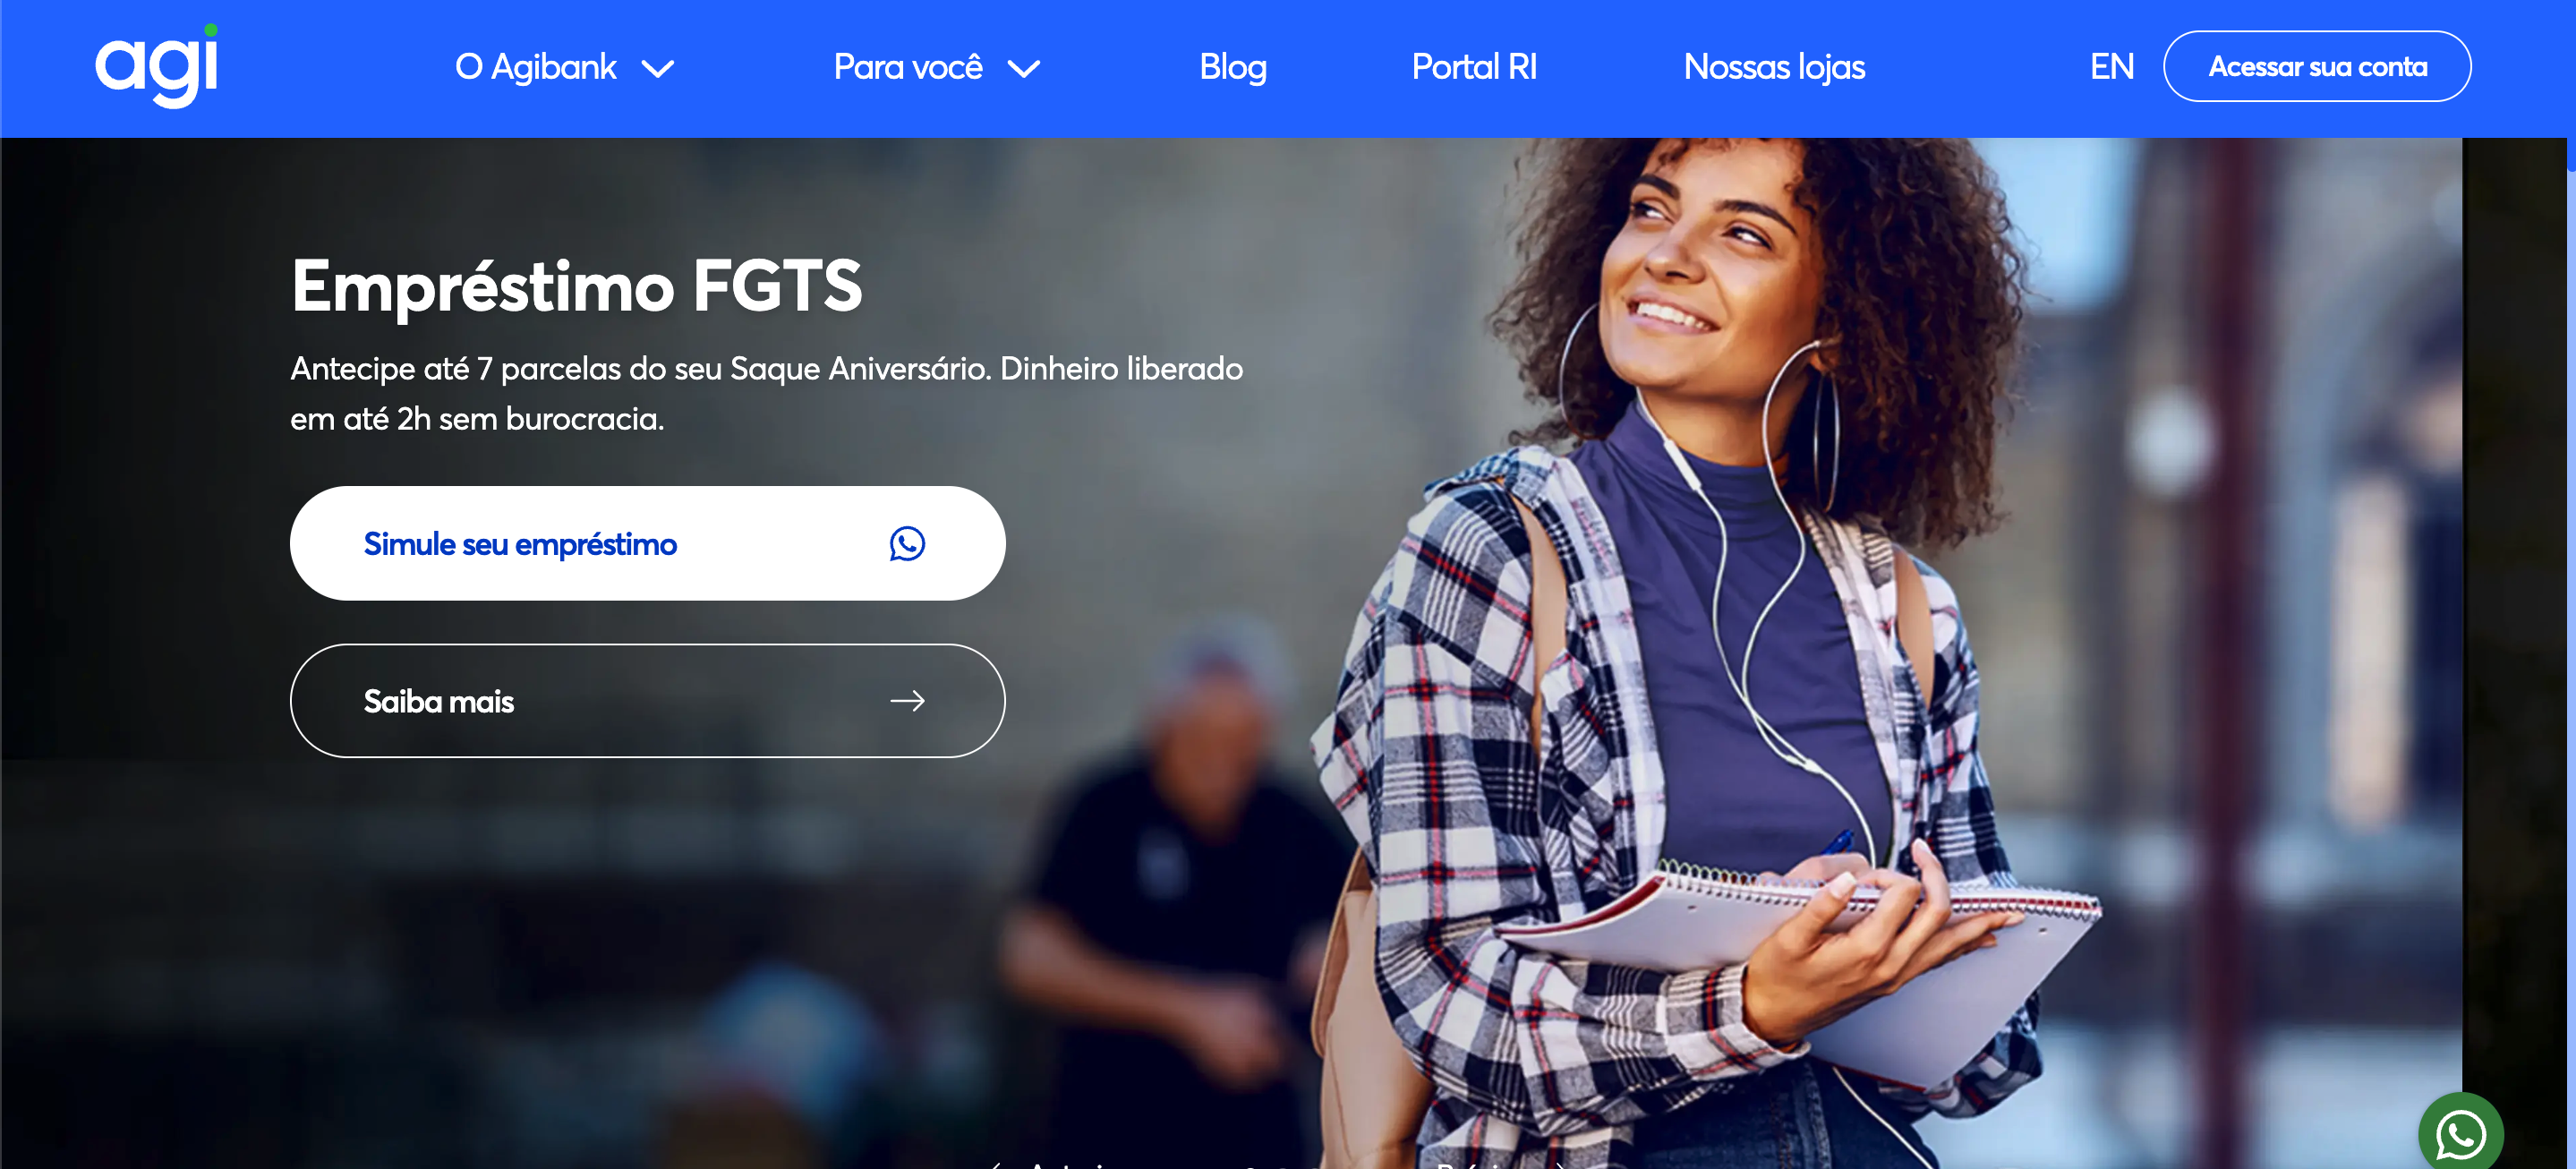 agi
O Agibank
Para você
Blog
Portal RI
Nossas lojas
EN
Acessar sua conta
Empréstimo FGTS
Antecipe até 7 parcelas do seu Saque Aniversário. Dinheiro liberado
em até 2h sem burocracia.
Simule seu empréstimo
Saiba mais